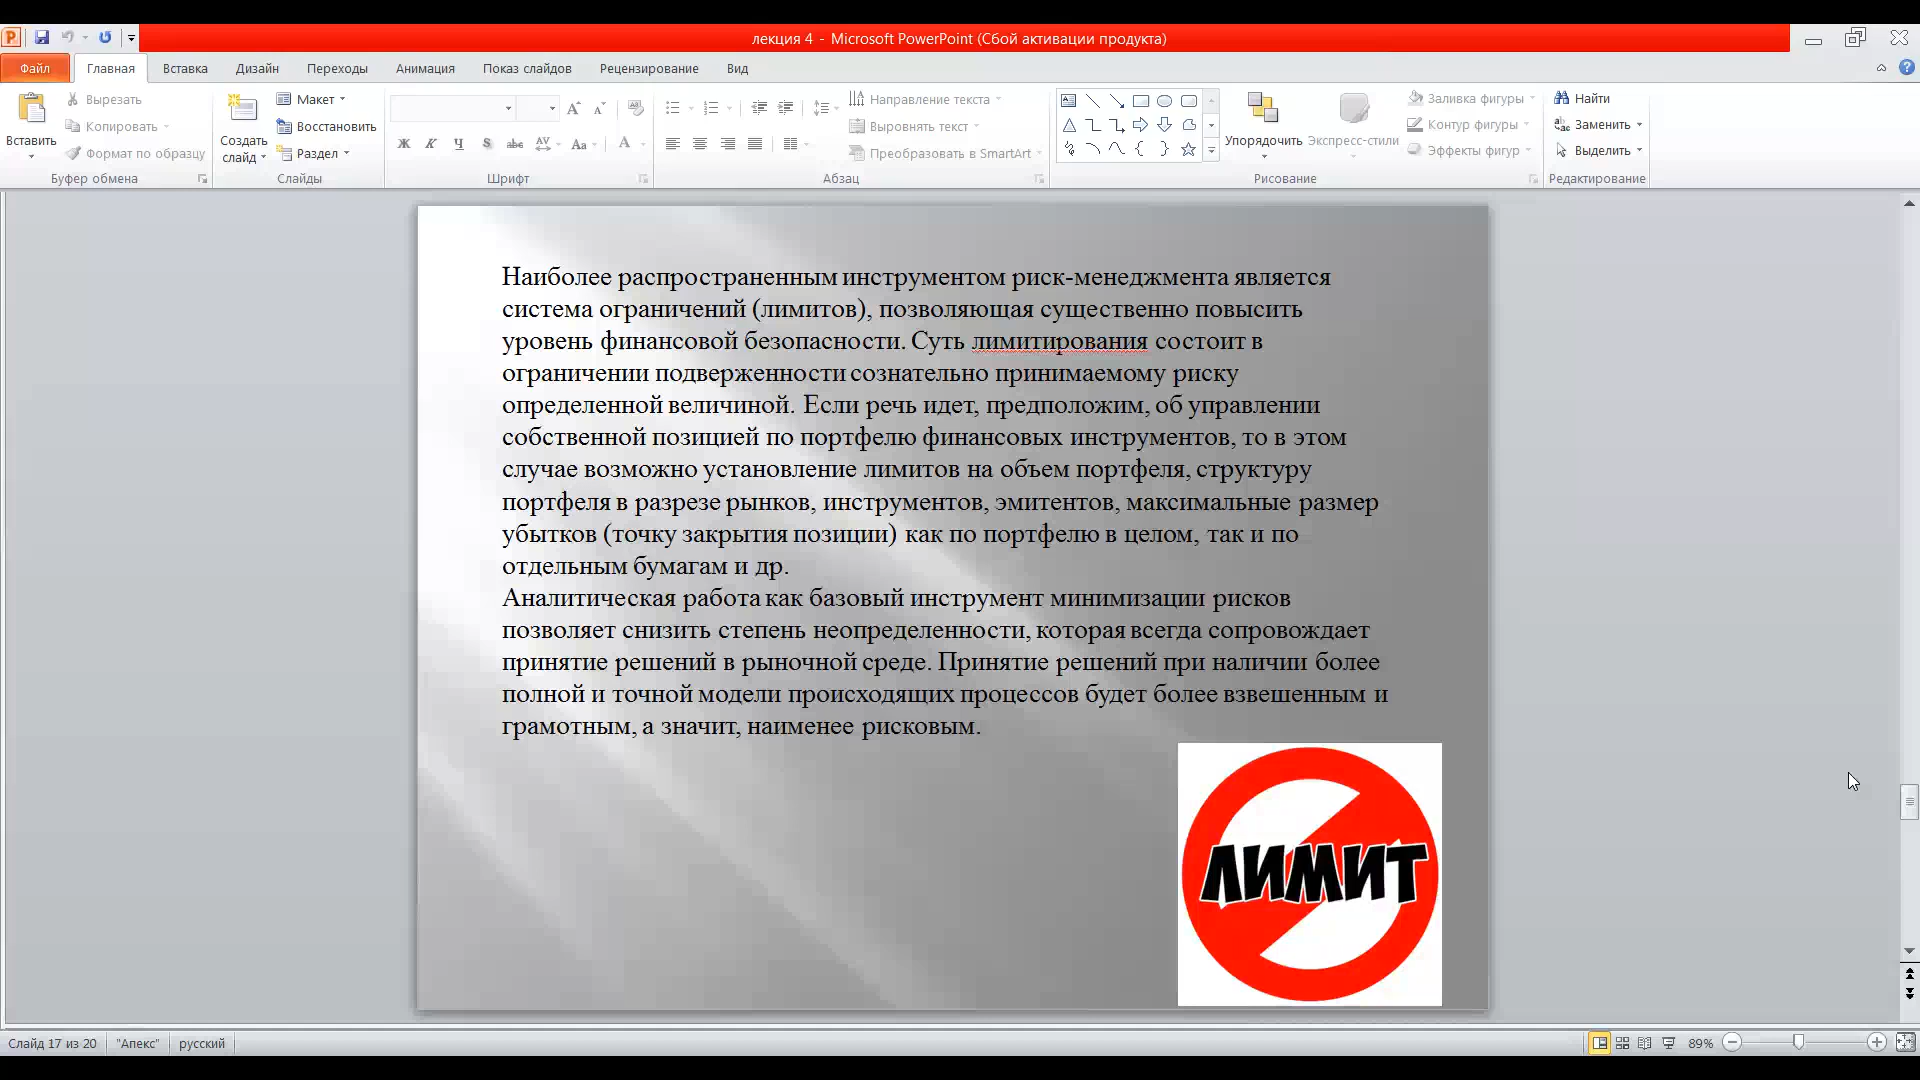 лекция 4 - Microsoft PowerPoint (Сбой активации продукта)
Файл
Главная
Вставка
Дизайн
Переходы
Анимация
Показ слайдов
Рецензирование
Вид
Вставить
Вырезать
Копировать
Формат по образцу
Буфер обмена
Создать
слайд
Макет
Восстановить
Раздел
Слайды
Шрифт
Направление текста
Выровнять текст
Преобразовать в SmartArt
Абзац
Упорядочить
Экспресс-стили
Заливка фигуры
Контур фигуры
Эффекты фигур
Рисование
Найти
Заменить
Выделить
Редактирование
Наиболее распространенным инструментом риск-менеджмента является
система ограничений (лимитов), позволяющая существенно повысить
уровень финансовой безопасности. Суть лимитирования состоит в
ограничении подверженности сознательно принимаемому риску
определенной величиной. Если речь идет, предположим, об управлении
собственной позицией по портфелю финансовых инструментов, то в этом
случае возможно установление лимитов на объем портфеля, структуру
портфеля в разрезе рынков, инструментов, эмитентов, максимальные размер
убытков (точку закрытия позиции) как по портфелю в целом, так и по
отдельным бумагам и др.
Аналитическая работа как базовый инструмент минимизации рисков
позволяет снизить степень неопределенности, которая всегда сопровождает
принятие решений в рыночной среде. Принятие решений при наличии более
полной и точной модели происходящих процессов будет более взвешенным и
грамотным, а значит, наименее рисковым.
ЛИМИТ
Слайд 17 из 20
"Апекс"
русский
89%